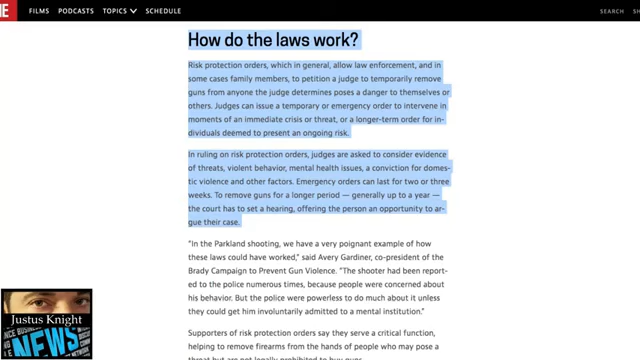 NE FILMS PODCASTS TOPICS SCHEDULE SEARCH SIG
How do the laws work?
Risk protection orders, which in general, allow law enforcement, and in
some cases family members, to petition a judge to temporarily remove
guns from anyone the judge determines poses a danger to themselves or
others. Judges can issue a temporary or emergency order to intervene in
moments of an immediate crisis or threat, or a longer-term order for in-
dividuals deemed to present an ongoing risk.
In ruling on risk protection orders, judges are asked to consider evidence
of threats, violent behavior, mental health issues, a conviction for domes-
tic violence and other factors. Emergency orders can last for two or three
weeks. To remove guns for a longer period — generally up to a year —
the court has to set a hearing, offering the person an opportunity to ar-
gue their case.
“In the Parkland shooting, we have a very poignant example of how
these laws could have worked,” said Avery Gardiner, co-president of the
Brady Campaign to Prevent Gun Violence. “The shooter had been report-
ed to the police numerous times, because people were concerned about
his behavior. But the police were powerless to do much about it unless
they could get him involuntarily admitted to a mental institution.”
Supporters of risk protection orders say they serve a critical function,
helping to remove firearms from the hands of people who may pose a
threat but are not legally prohibited to buy guns.
Justus Knight
NEWS